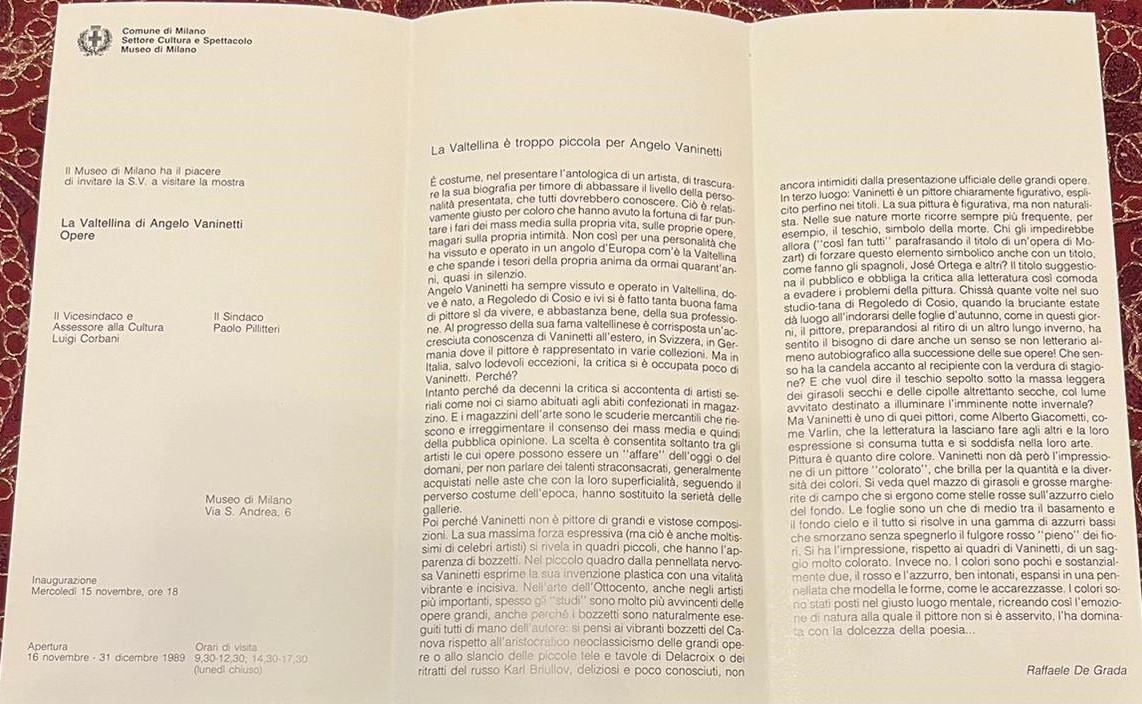 Comune di Milano
Settore Cultura e Spettacolo
Museo di Milano
Il Museo di Milano ha il piacere
di invitare la S.V. a visitare la mostra
La Valtellina di Angelo Vaninetti
Opere
Il Vicesindaco e
Assessore alla Cultura
Luigi Corbani
Il Sindaco
Paolo Pillitteri
Museo di Milano
Via S. Andrea, 6
Inaugurazione
Mercoledì 15 novembre, ore 18
Apertura
16 novembre - 31 dicembre 1989
Orari di visita
9,30-12,30; 14,30-17,30
(lunedì chiuso)
La Valtellina è troppo piccola per Angelo Vaninetti
È costume, nel presentare l'antologica di un artista, di trascura-
re la sua biografia per timore di abbassare il livello della perso-
nalità presentata, che tutti dovrebbero conoscere. Ciò è relati-
vamente giusto per coloro che hanno avuto la fortuna di far pun-
tare i fari dei mass media sulla propria vita, sulle proprie opere,
magari sulla propria intimità. Non così per una personalità che
ha vissuto e operato in un angolo d'Europa com'è la Valtellina
e che spande i tesori della propria anima da ormai quarant'an-
ni, quasi in silenzio.
Angelo Vaninetti ha sempre vissuto e operato in Valtellina, do-
ve è nato, a Regoledo di Cosio e ivi si è fatto tanta buona fama
di pittore sì da vivere, e abbastanza bene, della sua professio-
ne. Al progresso della sua fama valtellinese è corrisposta un'ac-
cresciuta conoscenza di Vaninetti all'estero, in Svizzera, in Ger-
mania dove il pittore è rappresentato in varie collezioni. Ma in
Italia, salvo lodevoli eccezioni, la critica si è occupata poco di
Vaninetti. Perché?
Intanto perché da decenni la critica si accontenta di artisti se-
riali come noi ci siamo abituati agli abiti confezionati in magaz-
zino. E i magazzini dell'arte sono le scuderie mercantili che rie-
scono e irreggimentare il consenso dei mass media e quindi
della pubblica opinione. La scelta è consentita soltanto tra gli
artisti le cui opere possono essere un "affare" dell'oggi o del
domani, per non parlare dei talenti straconsacrati, generalmente
acquistati nelle aste che con la loro superficialità, seguendo il
perverso costume dell'epoca, hanno sostituito la serietà delle
gallerie.
Poi perché Vaninetti non è pittore di grandi e vistose composi-
zioni. La sua massima forza espressiva (ma ciò è anche moltis-
simi di celebri artisti) si rivela in quadri piccoli, che hanno l'ap-
parenza di bozzetti. Nel piccolo quadro dalla pennellata nervo-
sa Vaninetti esprime la sua invenzione plastica con una vitalità
vibrante e incisiva. Nell'arte dell'Ottocento, anche negli artisti
più importanti, spesso gli "studi" sono molto più avvincenti delle
opere grandi, anche perché i bozzetti sono naturalmente ese-
guiti tutti di mano dell'autore: si pensi ai vibranti bozzetti del Ca-
nova rispetto all'aristocratico neoclassicismo delle grandi ope-
re o allo slancio delle piccole tele e tavole di Delacroix o dei
ritratti del russo Karl Briullov, deliziosi e poco conosciuti, non
ancora intimiditi dalla presentazione ufficiale delle grandi opere.
In terzo luogo: Vaninetti è un pittore chiaramente figurativo, espli-
cito perfino nei titoli. La sua pittura è figurativa, ma non naturali-
sta. Nelle sue nature morte ricorre sempre più frequente, per
esempio, il teschio, simbolo della morte. Chi gli impedirebbe
allora ("così fan tutti" parafrasando il titolo di un'opera di Mo-
zart) di forzare questo elemento simbolico anche con un titolo,
come fanno gli spagnoli, José Ortega e altri? Il titolo suggestio-
na il pubblico e obbliga la critica alla letteratura così comoda
a evadere i problemi della pittura. Chissà quante volte nel suo
studio-tana di Regoledo di Cosio, quando la bruciante estate
dà luogo all'indorarsi delle foglie d'autunno, come in questi gior-
ni, il pittore, preparandosi al ritiro di un altro lungo inverno, ha
sentito il bisogno di dare anche un senso se non letterario al-
meno autobiografico alla successione delle sue opere! Che sen-
so ha la candela accanto al recipiente con la verdura di stagio-
ne? E che vuol dire il teschio sepolto sotto la massa leggera
dei girasoli secchi e delle cipolle altrettanto secche, col lume
avvitato destinato a illuminare l'imminente notte invernale?
Ma Vaninetti è uno di quei pittori, come Alberto Giacometti, co-
me Varlin, che la letteratura la lasciano fare agli altri e la loro
espressione si consuma tutta e si soddisfa nella loro arte.
Pittura è quanto dire colore. Vaninetti non dà però l'impressio-
ne di un pittore "colorato", che brilla per la quantità e la diver-
sità dei colori. Si veda quel mazzo di girasoli e grosse marghe-
rite di campo che si ergono come stelle rosse sull'azzurro cielo
del fondo. Le foglie sono un che di medio tra il basamento e
il fondo cielo e il tutto si risolve in una gamma di azzurri bassi
che smorzano senza spegnerlo il fulgore rosso "pieno" dei fio-
ri. Si ha l'impressione, rispetto ai quadri di Vaninetti, di un sag-
gio molto colorato. Invece no. I colori sono pochi e sostanzial-
mente due, il rosso e l'azzurro, ben intonati, espansi in una pen-
nellata che modella le forme, come le accarezzasse. I colori so-
no stati posti nel giusto luogo mentale, ricreando così l'emozio-
ne di natura alla quale il pittore non si è asservito, l'ha domina-
ta con la dolcezza della poesia...
Raffaele De Grada